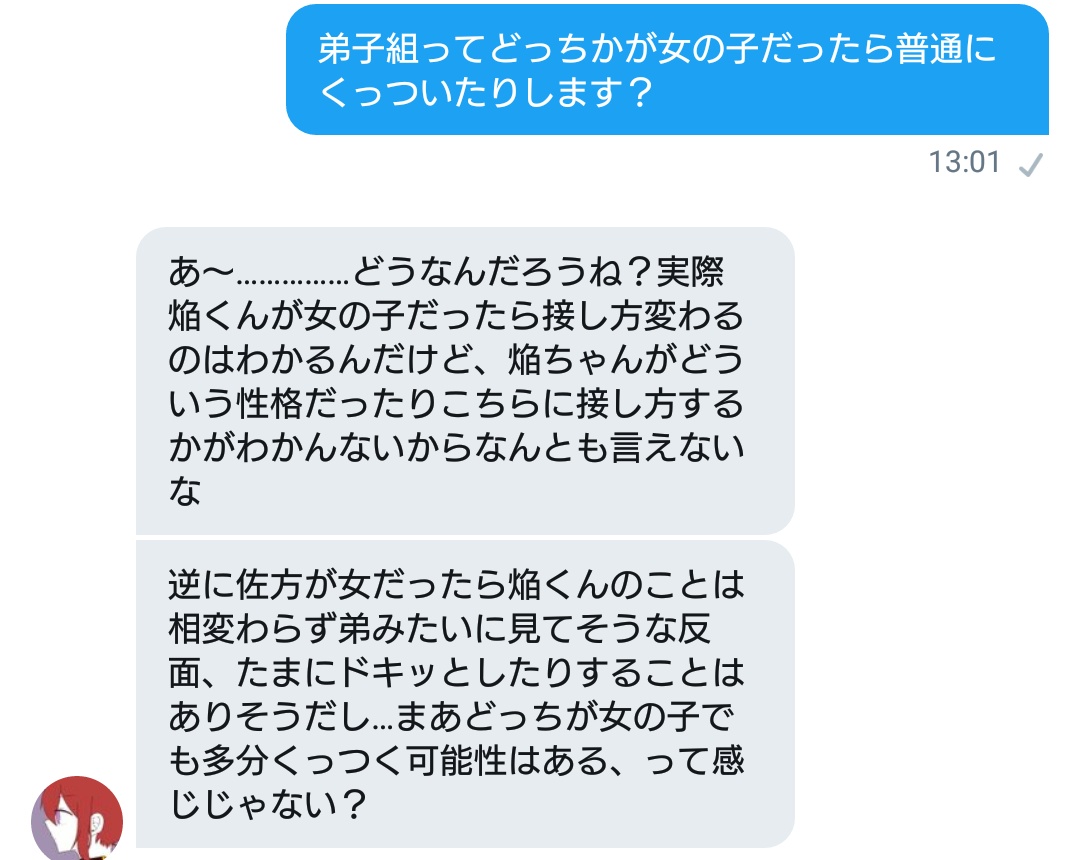 弟子組ってどっちかが女の子だったら普通に
くっついたりします？
13:01
あ〜……………どうなんだろうね？実際
焔くんが女の子だったら接し方変わる
のはわかるんだけど、焔ちゃんがどう
いう性格だったりこちらに接し方する
かがわかんないからなんとも言えない
な
逆に佐方が女だったら焔くんのことは
相変わらず弟みたいに見てそうな反
面、たまにドキッとしたりすることは
ありそうだし…まあどっちが女の子で
も多分くっつく可能性はある、って感
じじゃない？